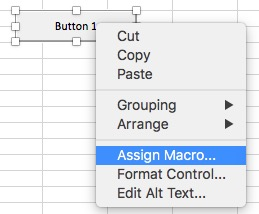 Button 1
Cut
Copy
Paste
Grouping
Arrange
Assign Macro...
Format Control...
Edit Alt Text...